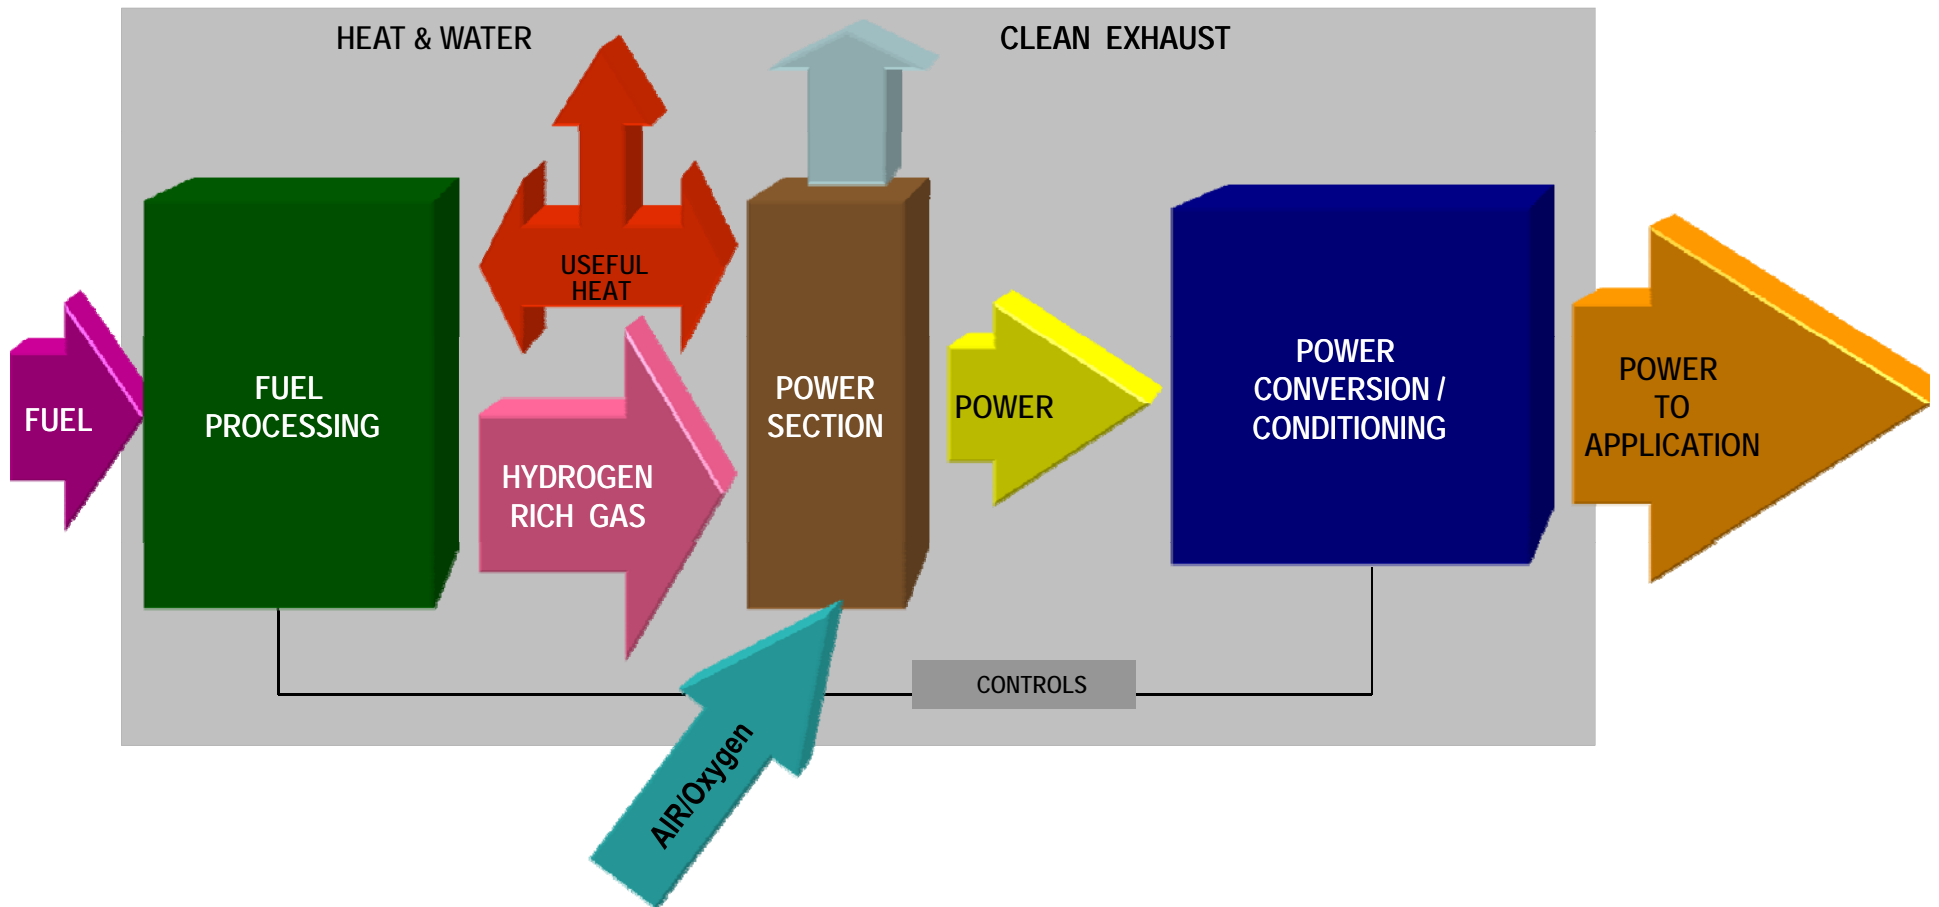 HEAT & WATER
CLEAN EXHAUST
USEFUL
HEAT
FUEL
FUEL
PROCESSING
HYDROGEN
RICH GAS
POWER
SECTION
POWER
POWER
CONVERSION /
CONDITIONING
POWER
TO
APPLICATION
CONTROLS
AIR/Oxygen